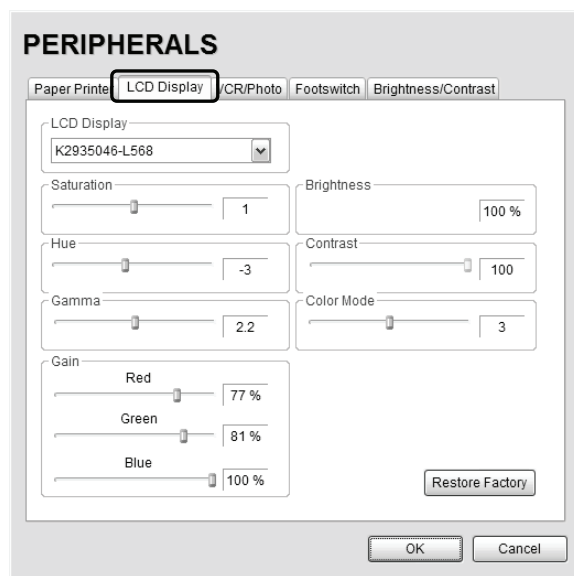 PERIPHERALS
Paper Printer LCD Display /CR/Photo Footswitch Brightness/Contrast
LCD Display
K2935046-L568
Saturation
1
Brightness
100 %
Hue
-3
Contrast
100
Gamma
2.2
Color Mode
3
Gain
Red
77 %
Green
81 %
Blue
100 %
Restore Factory
OK Cancel